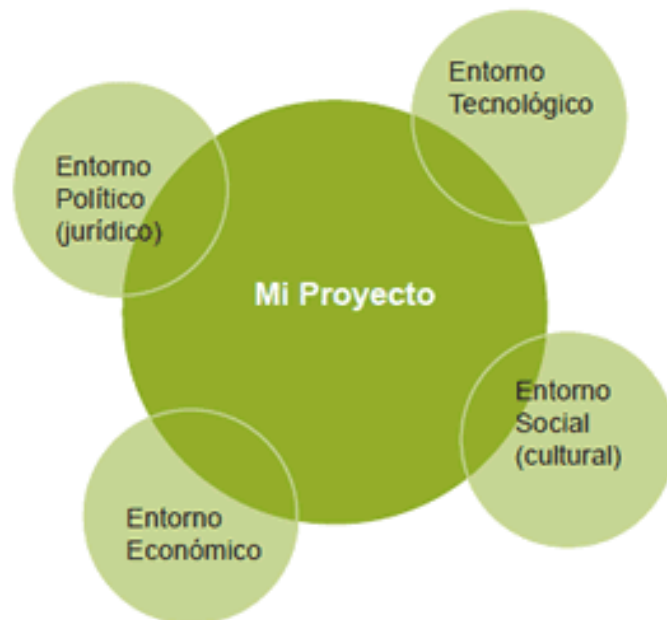 Entorno
Tecnológico
Entorno
Político
(jurídico)
Mi Proyecto
Entorno
Social
(cultural)
Entorno
Económico